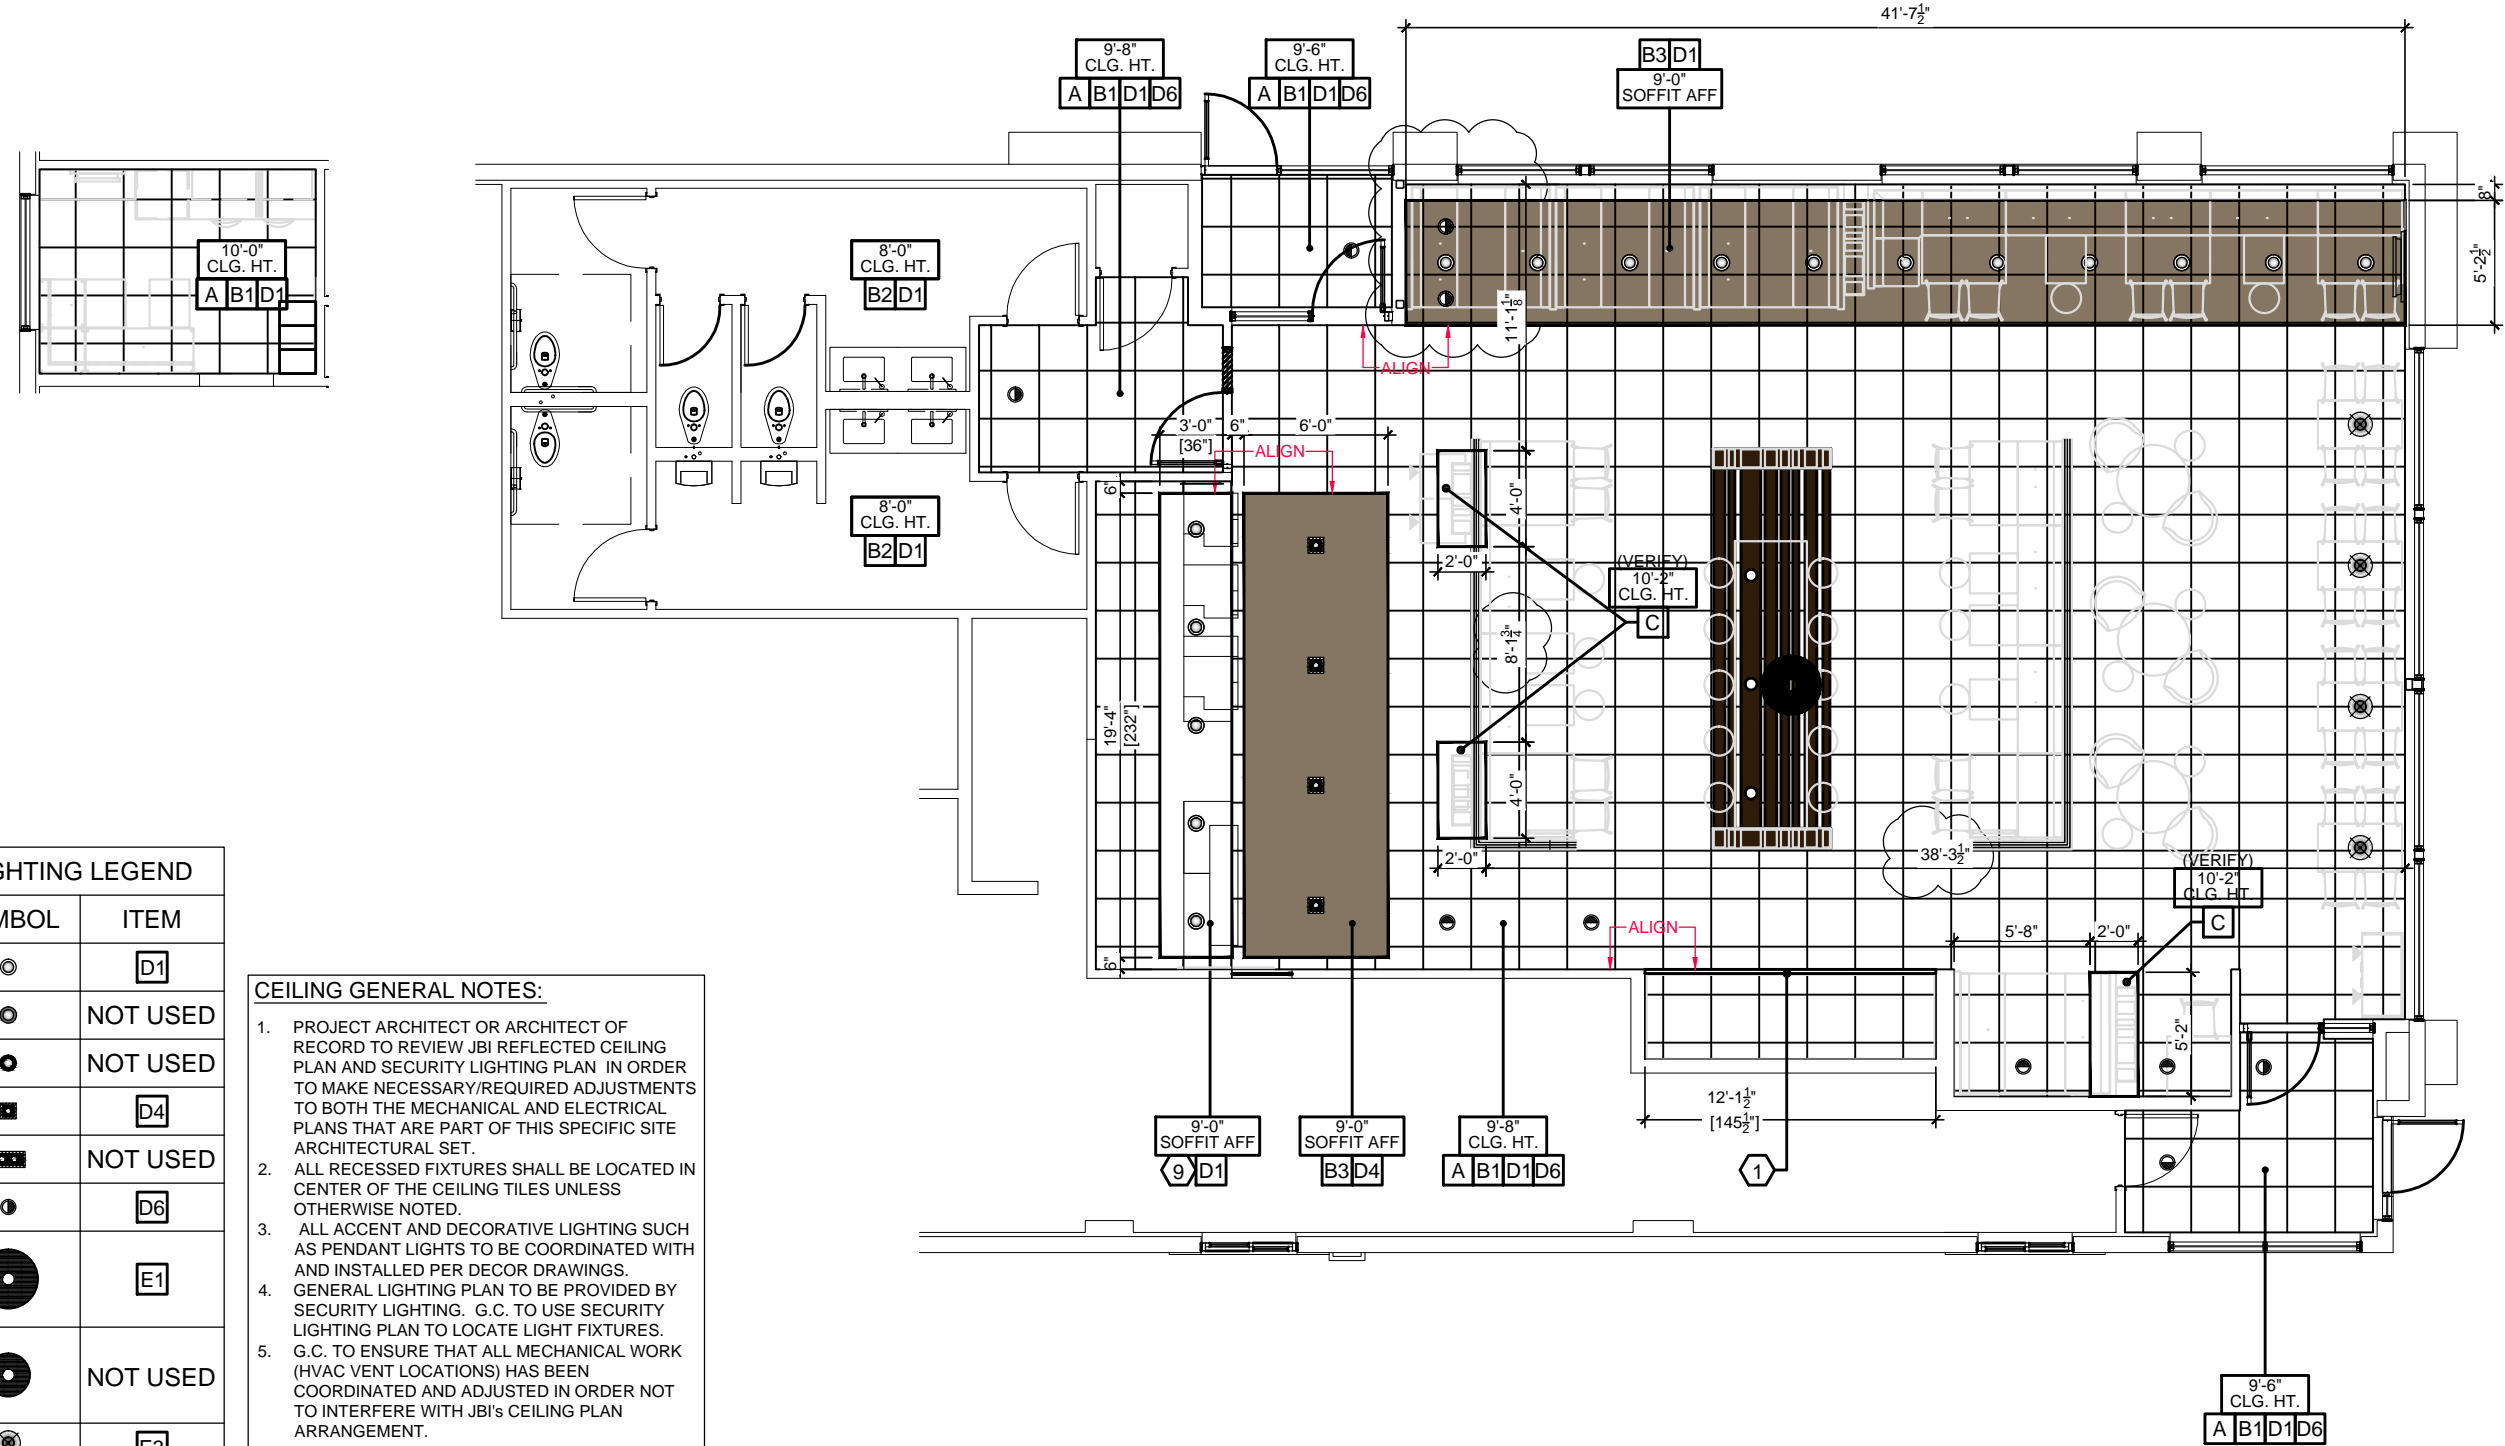 41'-7½"
9'-8"
CLG. HT.
A B1 D1 D6
9'-6"
CLG. HT.
A B1 D1 D6
B3 D1
9'-0"
SOFFIT AFF
8"
5'-2½"
10'-0"
CLG. HT.
A B1 D1
8'-0"
CLG. HT.
B2 D1
11'-1⅛"
ALIGN
3'-0"
[36"]
6"
6'-0"
ALIGN
6"
8'-0"
CLG. HT.
B2 D1
4'-0"
2'-0"
(VERIFY)
10'-2"
CLG. HT.
C
8'-1¾"
19'-4"
[232"]
4'-0"
2'-0"
38'-3½"
(VERIFY)
10'-2"
CLG. HT.
C
ALIGN
5'-8"
2'-0"
6"
5'-2"
12'-1½"
[145½"]
9'-0"
SOFFIT AFF
9 D1
9'-0"
SOFFIT AFF
B3 D4
9'-8"
CLG. HT.
A B1 D1 D6
1
9'-6"
CLG. HT.
A B1 D1 D6
GHTING LEGEND
MBOL ITEM
D1
NOT USED
NOT USED
D4
NOT USED
D6
E1
NOT USED
CEILING GENERAL NOTES:
1. PROJECT ARCHITECT OR ARCHITECT OF
RECORD TO REVIEW JBI REFLECTED CEILING
PLAN AND SECURITY LIGHTING PLAN IN ORDER
TO MAKE NECESSARY/REQUIRED ADJUSTMENTS
TO BOTH THE MECHANICAL AND ELECTRICAL
PLANS THAT ARE PART OF THIS SPECIFIC SITE
ARCHITECTURAL SET.
2. ALL RECESSED FIXTURES SHALL BE LOCATED IN
CENTER OF THE CEILING TILES UNLESS
OTHERWISE NOTED.
3. ALL ACCENT AND DECORATIVE LIGHTING SUCH
AS PENDANT LIGHTS TO BE COORDINATED WITH
AND INSTALLED PER DECOR DRAWINGS.
4. GENERAL LIGHTING PLAN TO BE PROVIDED BY
SECURITY LIGHTING. G.C. TO USE SECURITY
LIGHTING PLAN TO LOCATE LIGHT FIXTURES.
5. G.C. TO ENSURE THAT ALL MECHANICAL WORK
(HVAC VENT LOCATIONS) HAS BEEN
COORDINATED AND ADJUSTED IN ORDER NOT
TO INTERFERE WITH JBI's CEILING PLAN
ARRANGEMENT.